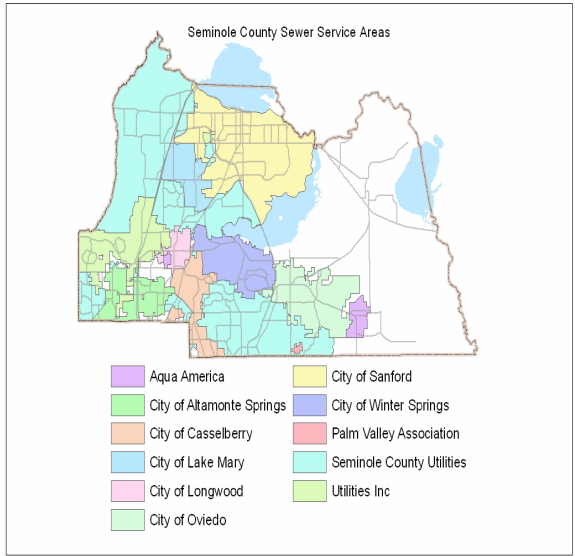 Seminole County Sewer Service Areas
Aqua America
City of Altamonte Springs
City of Casselberry
City of Lake Mary
City of Longwood
City of Oviedo
City of Sanford
City of Winter Springs
Palm Valley Association
Seminole County Utilities
Utilities Inc